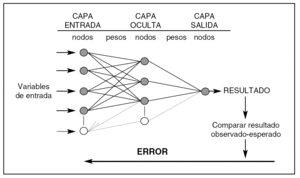 CAPA ENTRADA
CAPA OCULTA
CAPA SALIDA
nodos pesos nodos pesos nodos
Variables de entrada
RESULTADO
Comparar resultado observado-esperado
ERROR